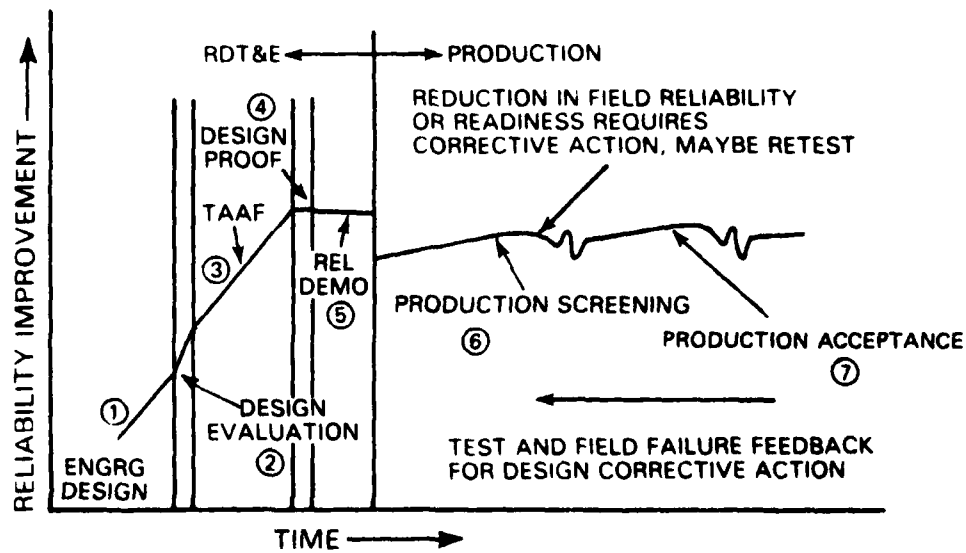 RELIABILITY IMPROVEMENT
RDT&E
PRODUCTION
④
DESIGN
PROOF
REDUCTION IN FIELD RELIABILITY
OR READINESS REQUIRES
CORRECTIVE ACTION, MAYBE RETEST
TAAF
③
REL
DEMO
⑤
PRODUCTION SCREENING
⑥
PRODUCTION ACCEPTANCE
⑦
①
DESIGN
EVALUATION
②
ENGRG
DESIGN
TEST AND FIELD FAILURE FEEDBACK
FOR DESIGN CORRECTIVE ACTION
TIME